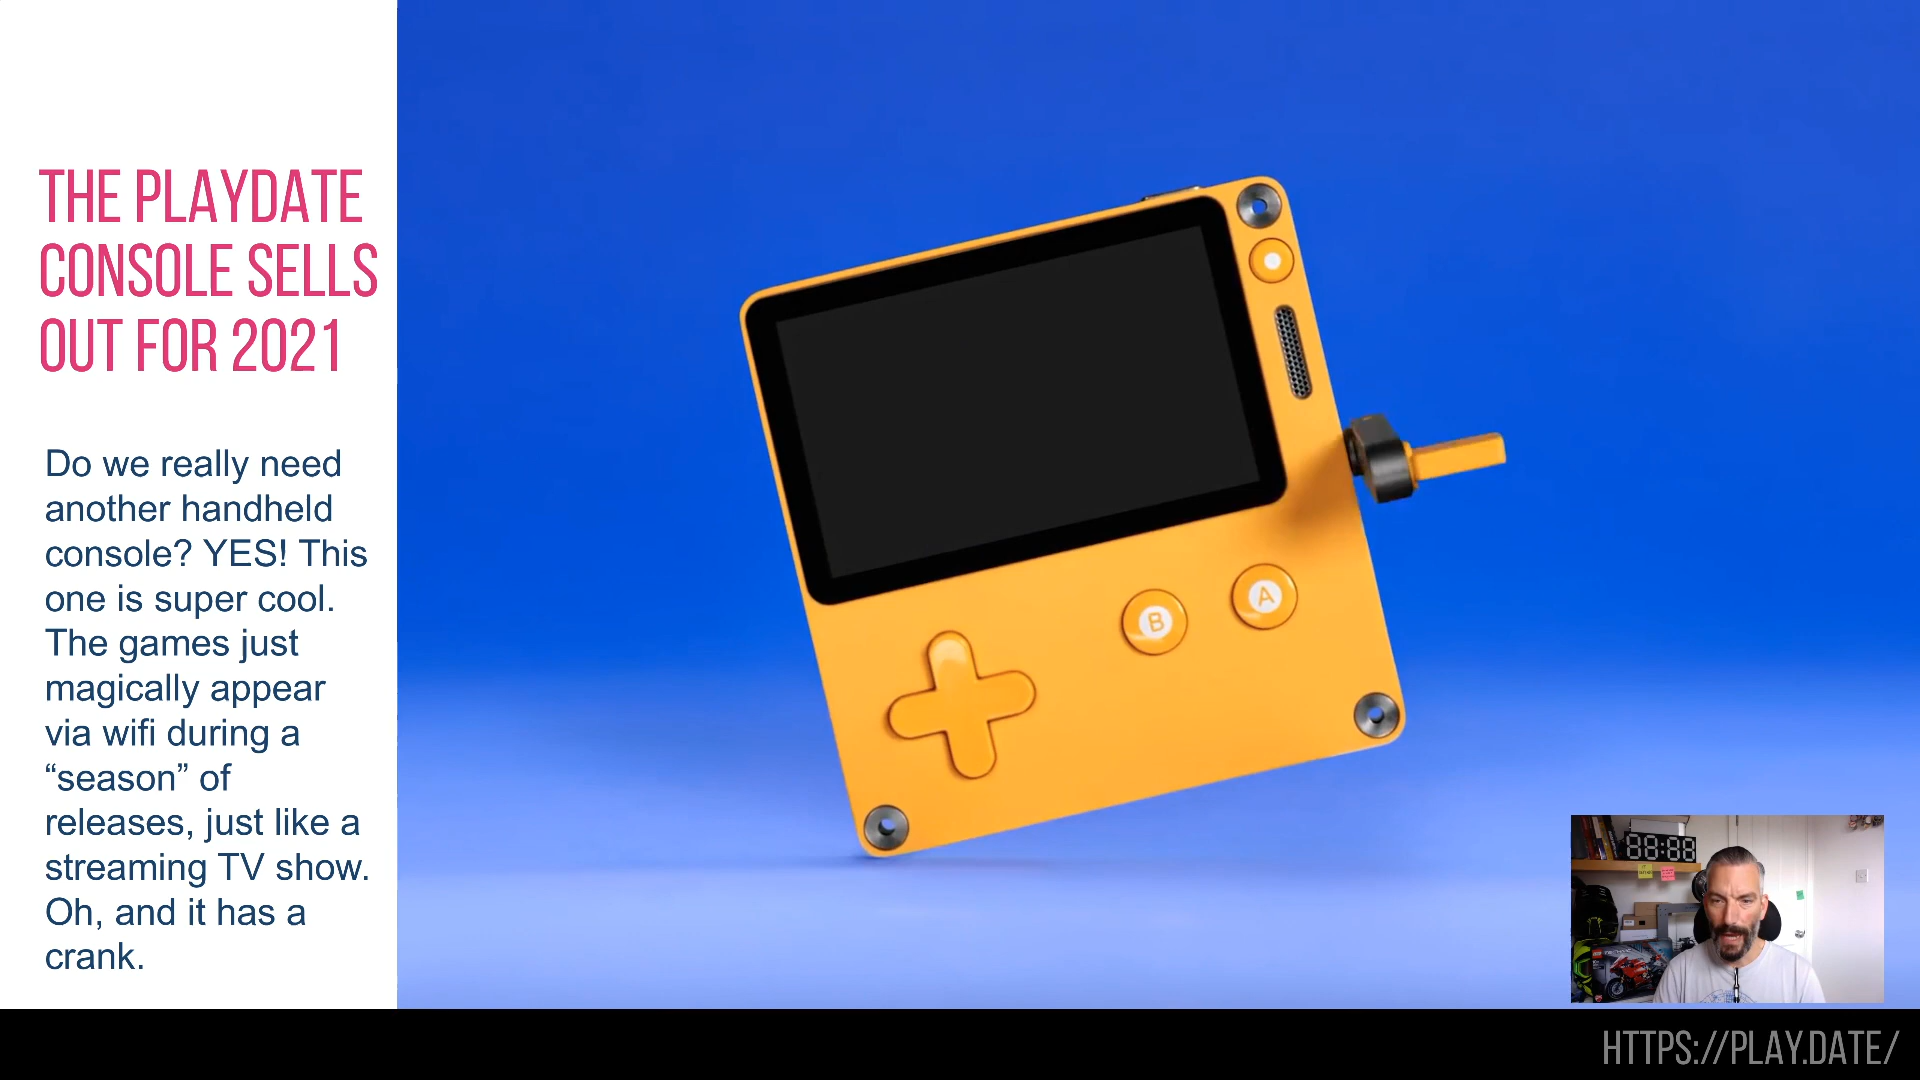 THE PLAYDATE
CONSOLE SELLS
OUT FOR 2021
Do we really need
another handheld
console? YES! This
one is super cool.
The games just
magically appear
via wifi during a
“season” of
releases, just like a
streaming TV show.
Oh, and it has a
crank.
B
A
88:88
HTTPS://PLAY.DATE/